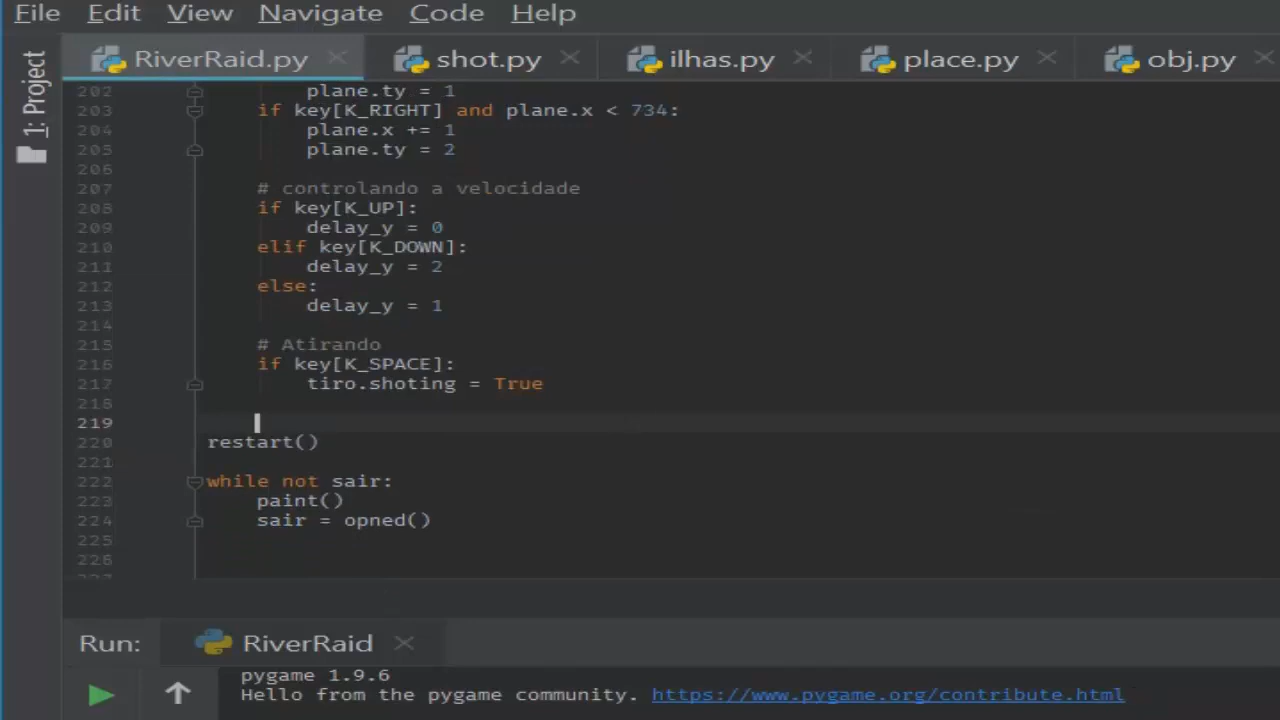 File Edit View Navigate Code Help
1: Project
RiverRaid.py shot.py ilhas.py place.py obj.py
202 plane.ty = 1
203 if key[K_RIGHT] and plane.x < 734:
204 plane.x += 1
205 plane.ty = 2
206
207 # controlando a velocidade
208 if key[K_UP]:
209 delay_y = 0
210 elif key[K_DOWN]:
211 delay_y = 2
212 else:
213 delay_y = 1
214
215 # Atirando
216 if key[K_SPACE]:
217 tiro.shoting = True
218
219
220 restart()
221
222 while not sair:
223 paint()
224 sair = opned()
225
226
227
Run: RiverRaid
pygame 1.9.6
Hello from the pygame community. https://www.pygame.org/contribute.html